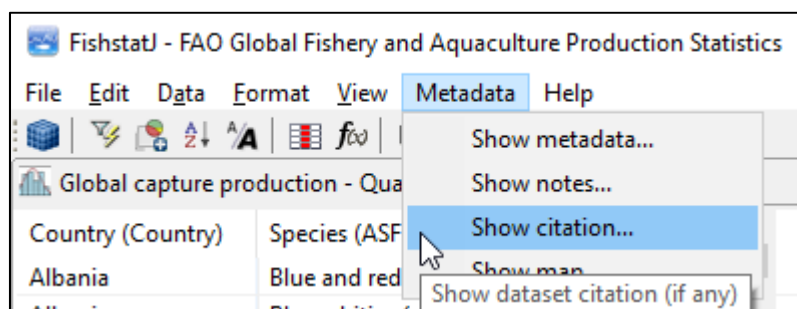 FishstatJ - FAO Global Fishery and Aquaculture Production Statistics
File Edit Data Format View Metadata Help
Show metadata...
Global capture production - Qua
Show notes...
Country (Country) Species (ASF
Show citation...
Albania Blue and red
Show map
Show dataset citation (if any)